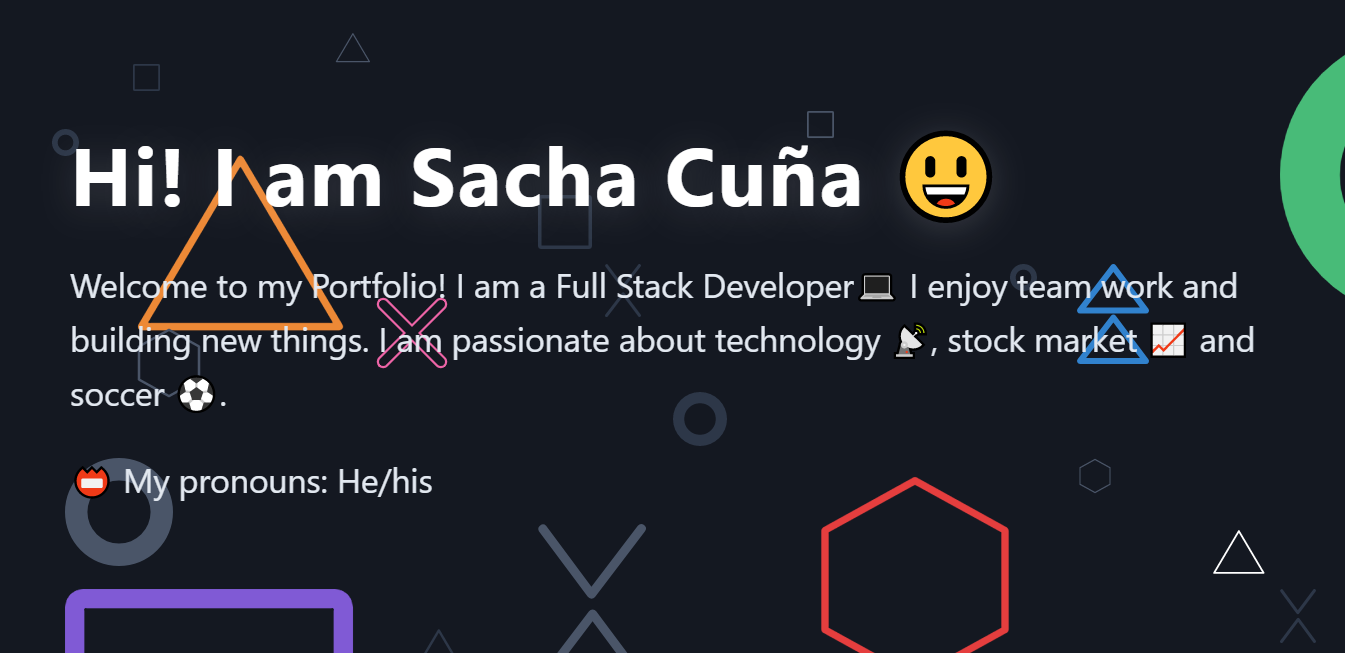 Hi! I am Sacha Cuña 😃
Welcome to my Portfolio! I am a Full Stack Developer💻 I enjoy team work and
building new things. I am passionate about technology 📡, stock market 📈 and
soccer ⚽.
📛 My pronouns: He/his